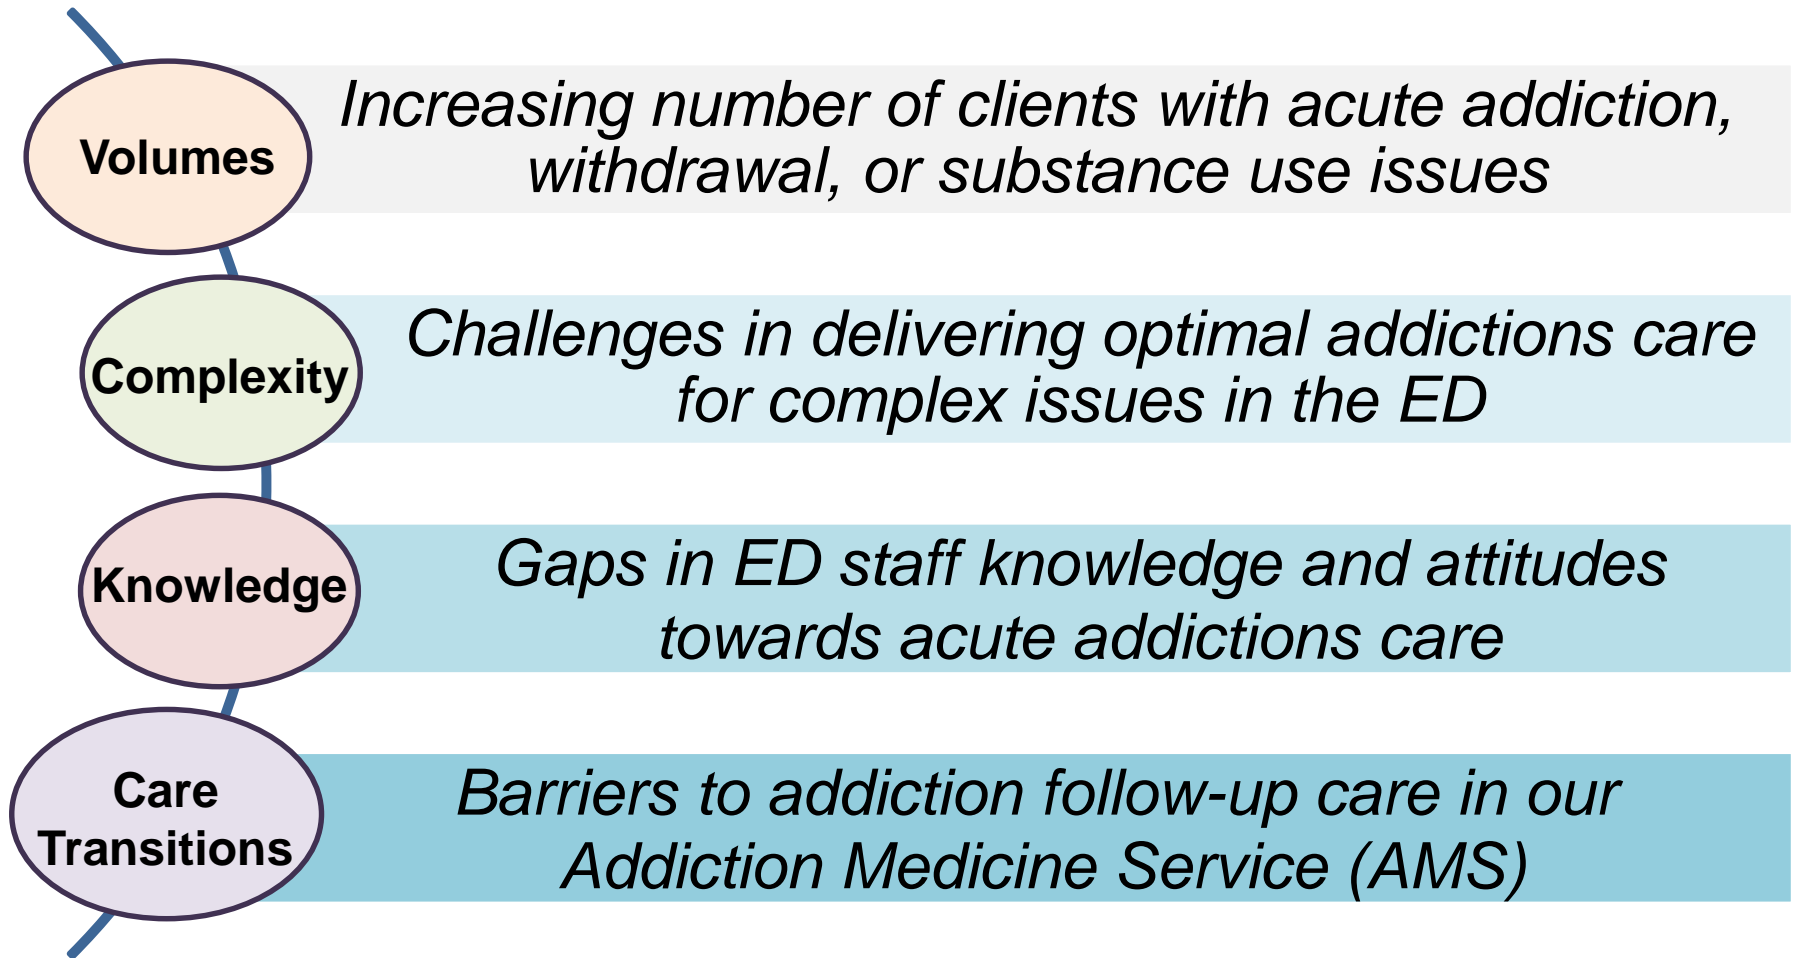 Volumes
Increasing number of clients with acute addiction,
withdrawal, or substance use issues
Complexity
Challenges in delivering optimal addictions care
for complex issues in the ED
Knowledge
Gaps in ED staff knowledge and attitudes
towards acute addictions care
Care
Transitions
Barriers to addiction follow-up care in our
Addiction Medicine Service (AMS)